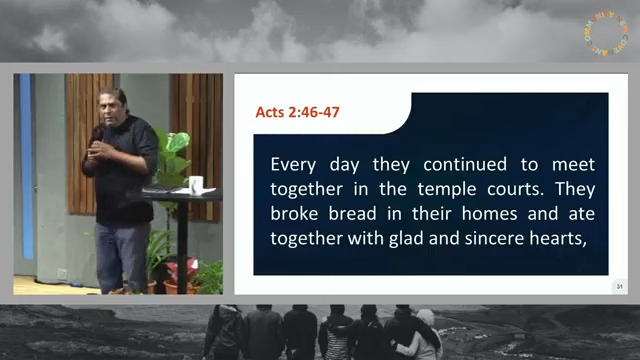 Acts 2:46-47
Every day they continued to meet
together in the temple courts. They
broke bread in their homes and ate
together with glad and sincere hearts,
31